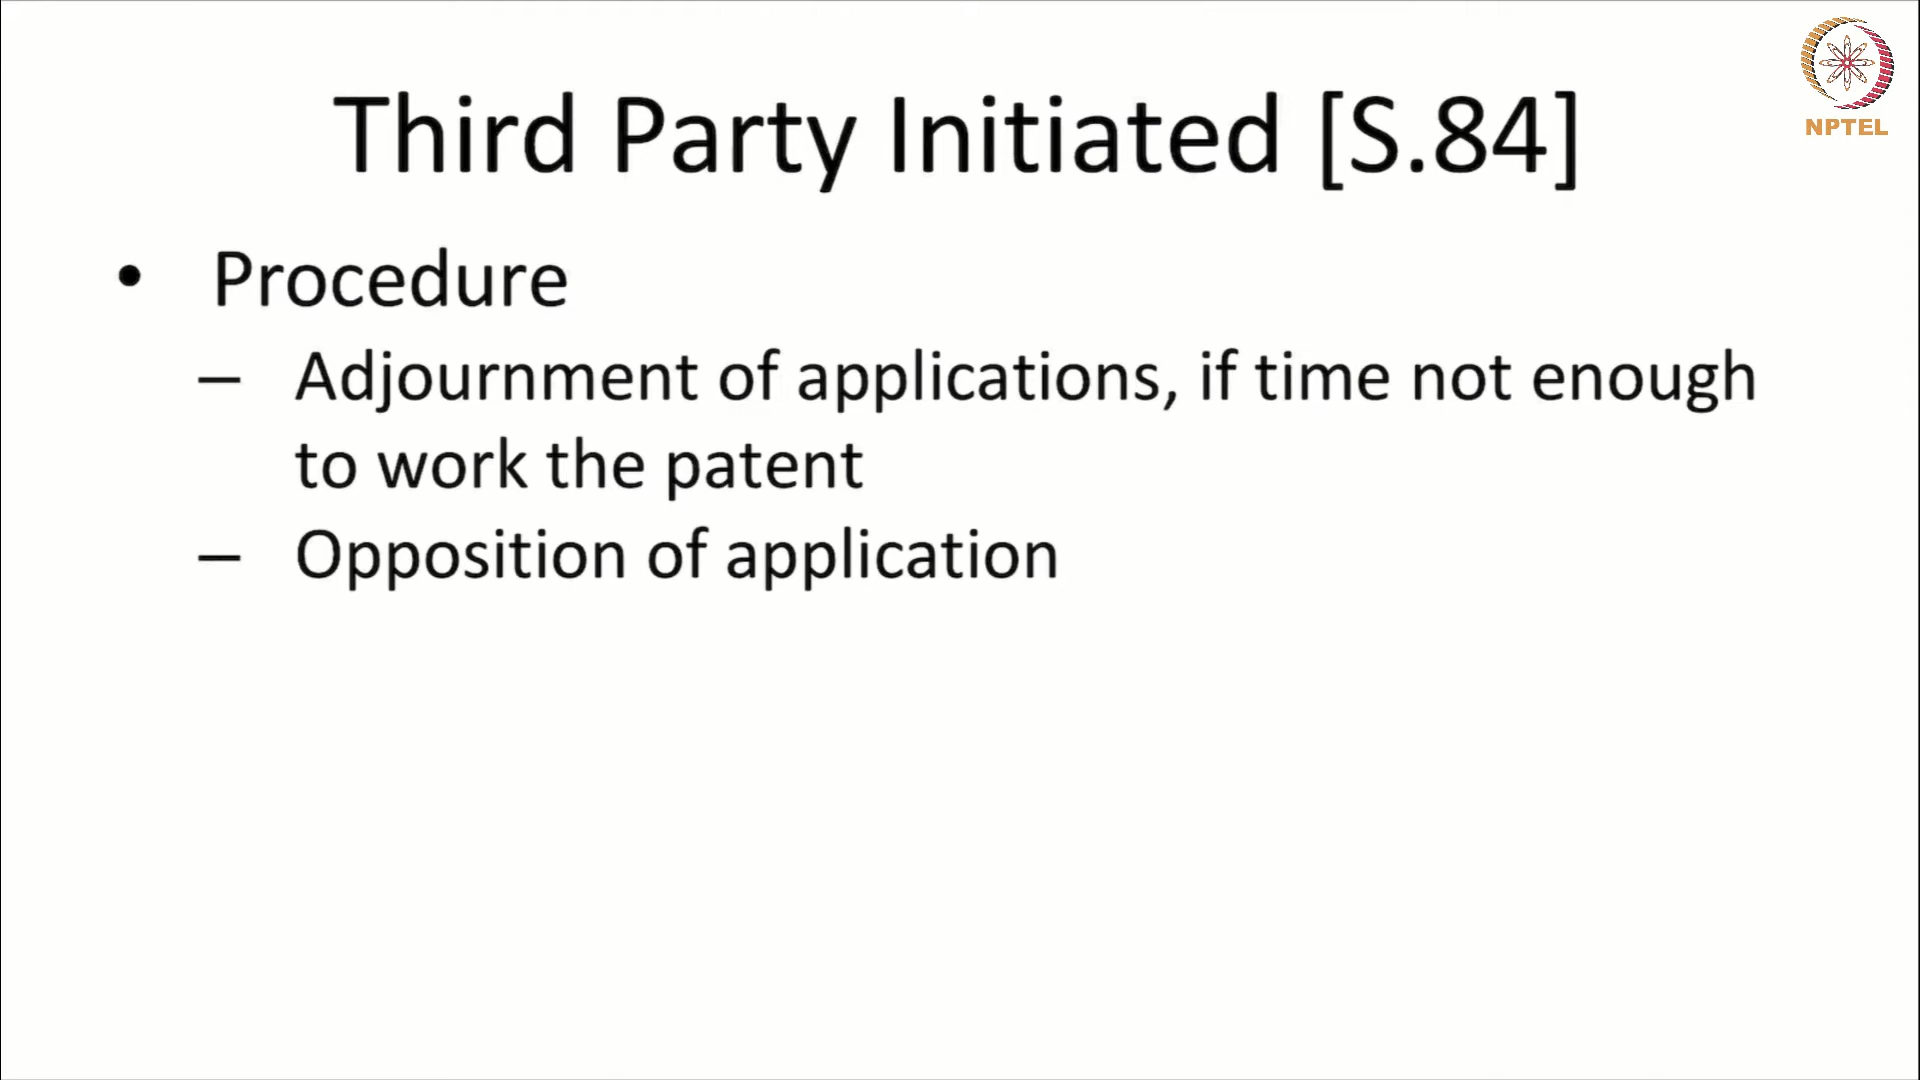 Third Party Initiated [S.84]
NPTEL
• Procedure
– Adjournment of applications, if time not enough
to work the patent
– Opposition of application